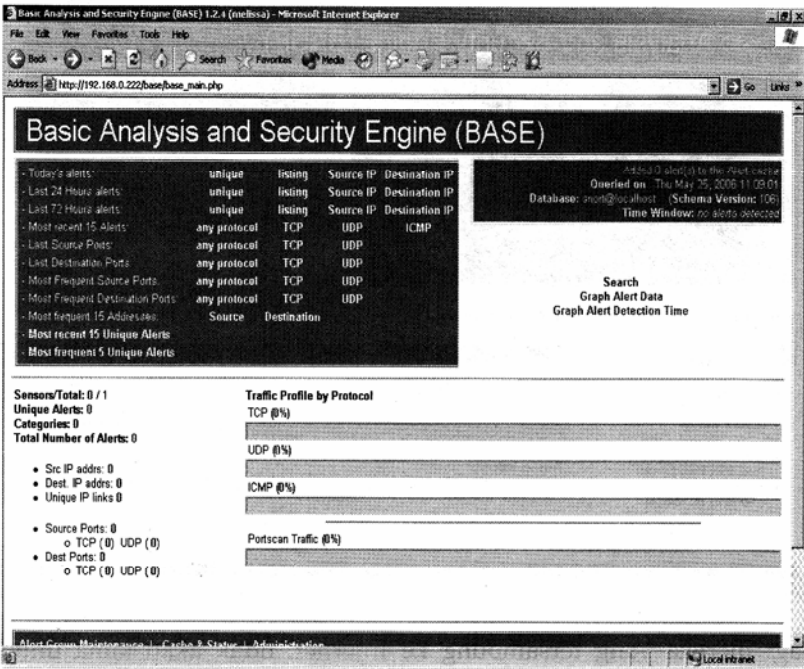 Basic Analysis and Security Engine (BASE) 1.2.4 (melissa) - Microsoft Internet Explorer
File Edit View Favorites Tools Help
Back Search Favorites Media
Address http://192.168.0.222/base/base_main.php Go Links »
Basic Analysis and Security Engine (BASE)
- Today's alerts: unique listing Source IP Destination IP
- Last 24 Hours alerts: unique listing Source IP Destination IP
- Last 72 Hours alerts: unique listing Source IP Destination IP
- Most recent 15 Alerts: any protocol TCP UDP ICMP
- Last Source Ports: any protocol TCP UDP
- Last Destination Ports: any protocol TCP UDP
- Most Frequent Source Ports: any protocol TCP UDP
- Most Frequent Destination Ports: any protocol TCP UDP
- Most frequent 15 Addresses: Source Destination
- Most recent 15 Unique Alerts
- Most frequent 5 Unique Alerts
Added 0 alert(s) to the Alert cache
Queried on Thu May 25, 2006 11:09:01
Database: snort@localhost (Schema Version: 106)
Time Window: no alerts detected
Search
Graph Alert Data
Graph Alert Detection Time
Sensors/Total: 0 / 1
Unique Alerts: 0
Categories: 0
Total Number of Alerts: 0
• Src IP addrs: 0
• Dest. IP addrs: 0
• Unique IP links 0
• Source Ports: 0
o TCP ( 0) UDP ( 0)
• Dest Ports: 0
o TCP ( 0) UDP ( 0)
Traffic Profile by Protocol
TCP (0%)
UDP (0%)
ICMP (0%)
Portscan Traffic (0%)
Alert Group Maintenance | Cache & Status | Administration
Local intranet